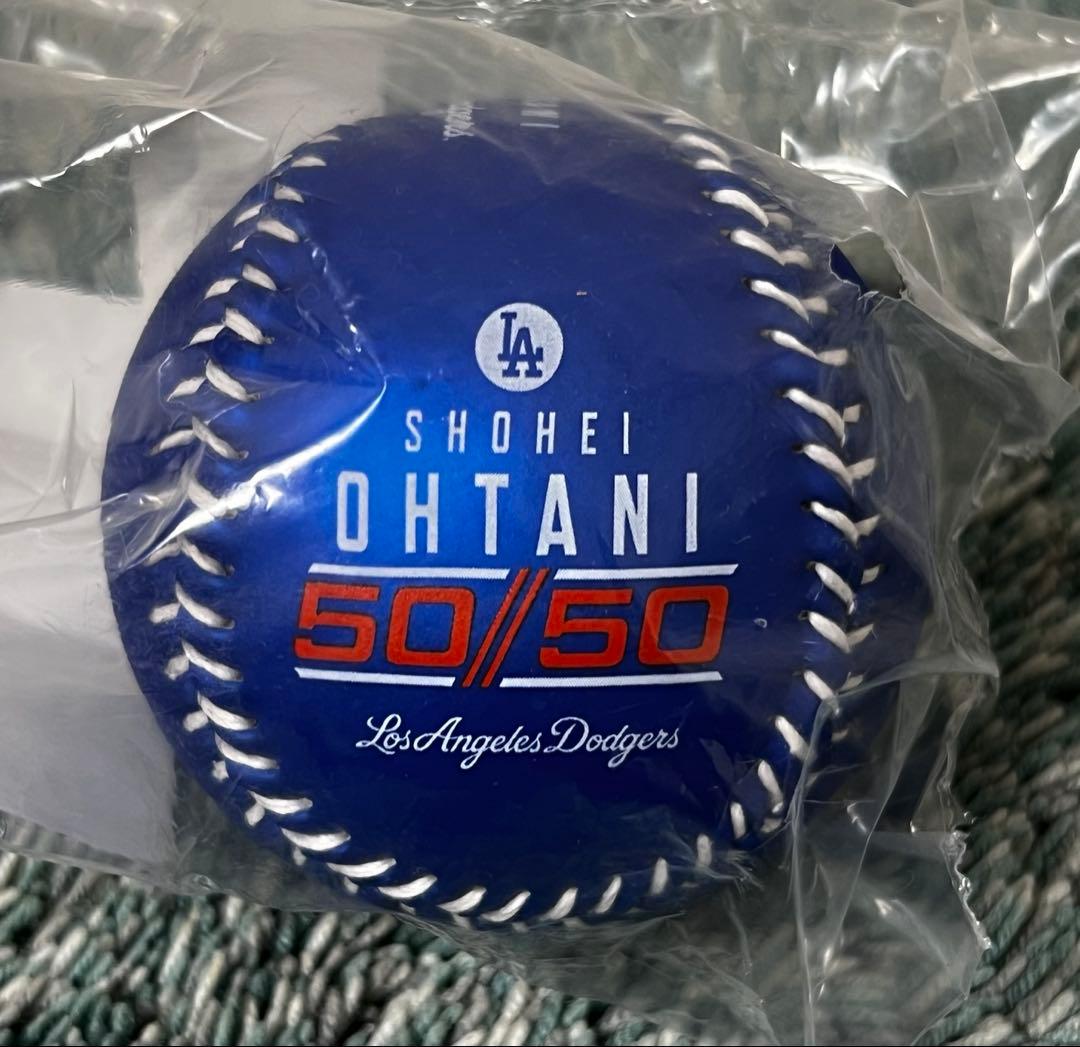 LA
SHOHEI
OHTANI
50//50
Los Angeles Dodgers